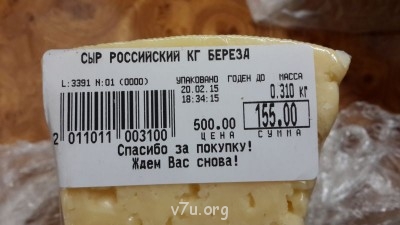 СЫР РОССИЙСКИЙ КГ БЕРЕЗА
L:3391 N:01 (0000) УПАКОВАНО ГОДЕН ДО МАССА
20.02.15 0.310 кг
18:34:15
500.00 155.00
ЦЕНА СУММА
2 011011 003100
Спасибо за покупку!
Ждем Вас снова!
v7u.org